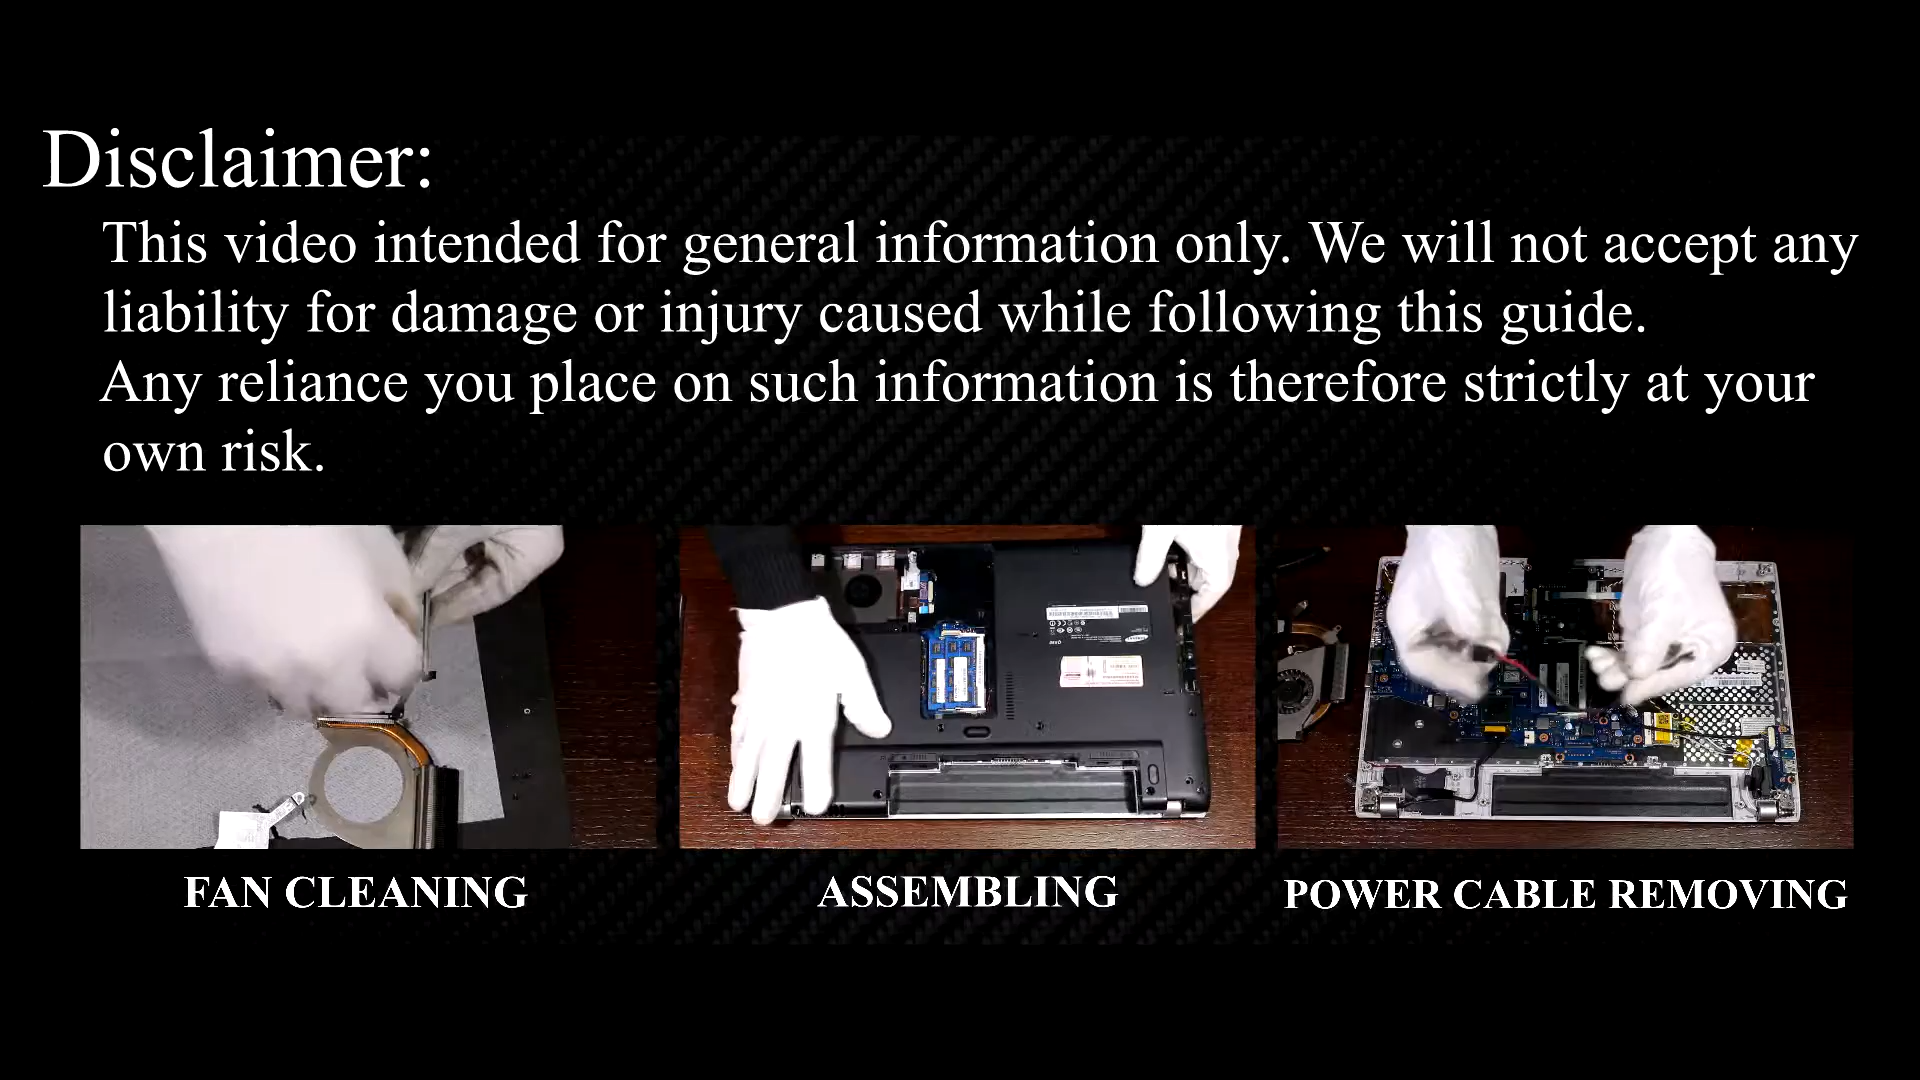 Disclaimer:
This video intended for general information only. We will not accept any
liability for damage or injury caused while following this guide.
Any reliance you place on such information is therefore strictly at your
own risk.
SAMSUNG
FAN CLEANING
ASSEMBLING
POWER CABLE REMOVING